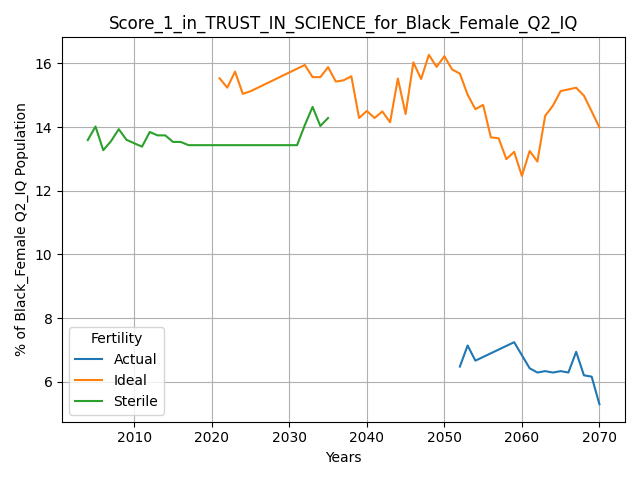 Score_1_in_TRUST_IN_SCIENCE_for_Black_Female_Q2_IQ
% of Black_Female Q2_IQ Population
16
14
12
10
8
6
Fertility
Actual
Ideal
Sterile
2010 2020 2030 2040 2050 2060 2070
Years